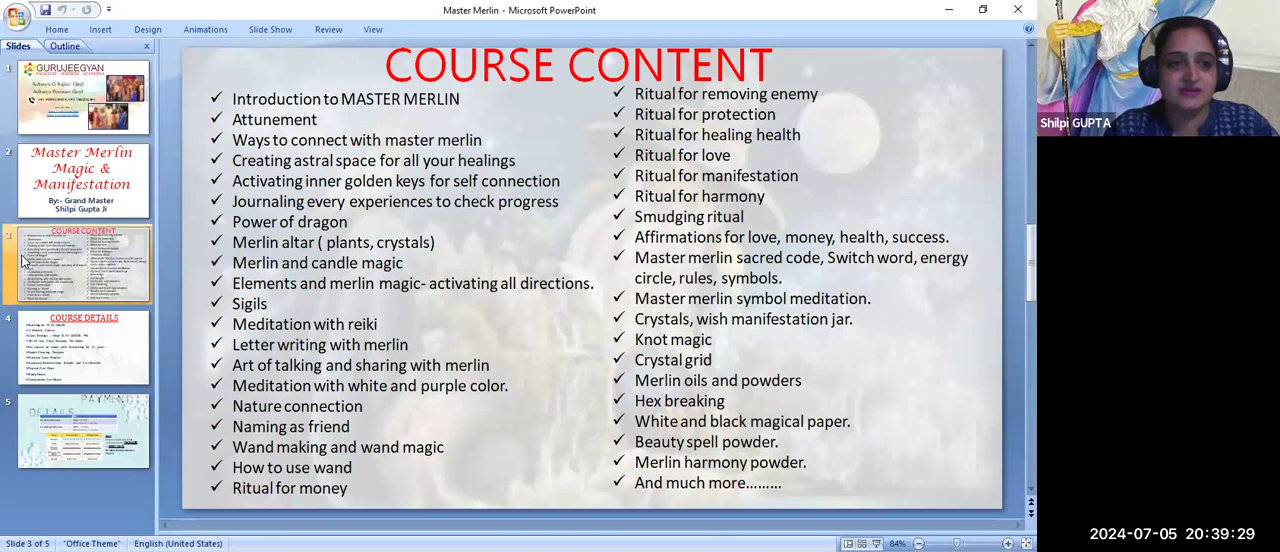 Master Merlin - Microsoft PowerPoint
Home
Insert
Design
Animations
Slide Show
Review
View
Slides
Outline
1
GURUJEEGYAN
2
Master Merlin
Magic &
Manifestation
By:- Grand Master
Shilpi Gupta Ji
3
COURSE CONTENT
4
COURSE DETAILS
5
PAYMENT
DETAILS
COURSE CONTENT
✓ Introduction to MASTER MERLIN
✓ Attunement
✓ Ways to connect with master merlin
✓ Creating astral space for all your healings
✓ Activating inner golden keys for self connection
✓ Journaling every experiences to check progress
✓ Power of dragon
✓ Merlin altar ( plants, crystals)
✓ Merlin and candle magic
✓ Elements and merlin magic- activating all directions.
✓ Sigils
✓ Meditation with reiki
✓ Letter writing with merlin
✓ Art of talking and sharing with merlin
✓ Meditation with white and purple color.
✓ Nature connection
✓ Naming as friend
✓ Wand making and wand magic
✓ How to use wand
✓ Ritual for money
✓ Ritual for removing enemy
✓ Ritual for protection
✓ Ritual for healing health
✓ Ritual for love
✓ Ritual for manifestation
✓ Ritual for harmony
✓ Smudging ritual
✓ Affirmations for love, money, health, success.
✓ Master merlin sacred code, Switch word, energy
circle, rules, symbols.
✓ Master merlin symbol meditation.
✓ Crystals, wish manifestation jar.
✓ Knot magic
✓ Crystal grid
✓ Merlin oils and powders
✓ Hex breaking
✓ White and black magical paper.
✓ Beauty spell powder.
✓ Merlin harmony powder.
✓ And much more.........
Shilpi GUPTA
2024-07-05 20:39:29
Slide 3 of 5
"Office Theme"
English (United States)
84%